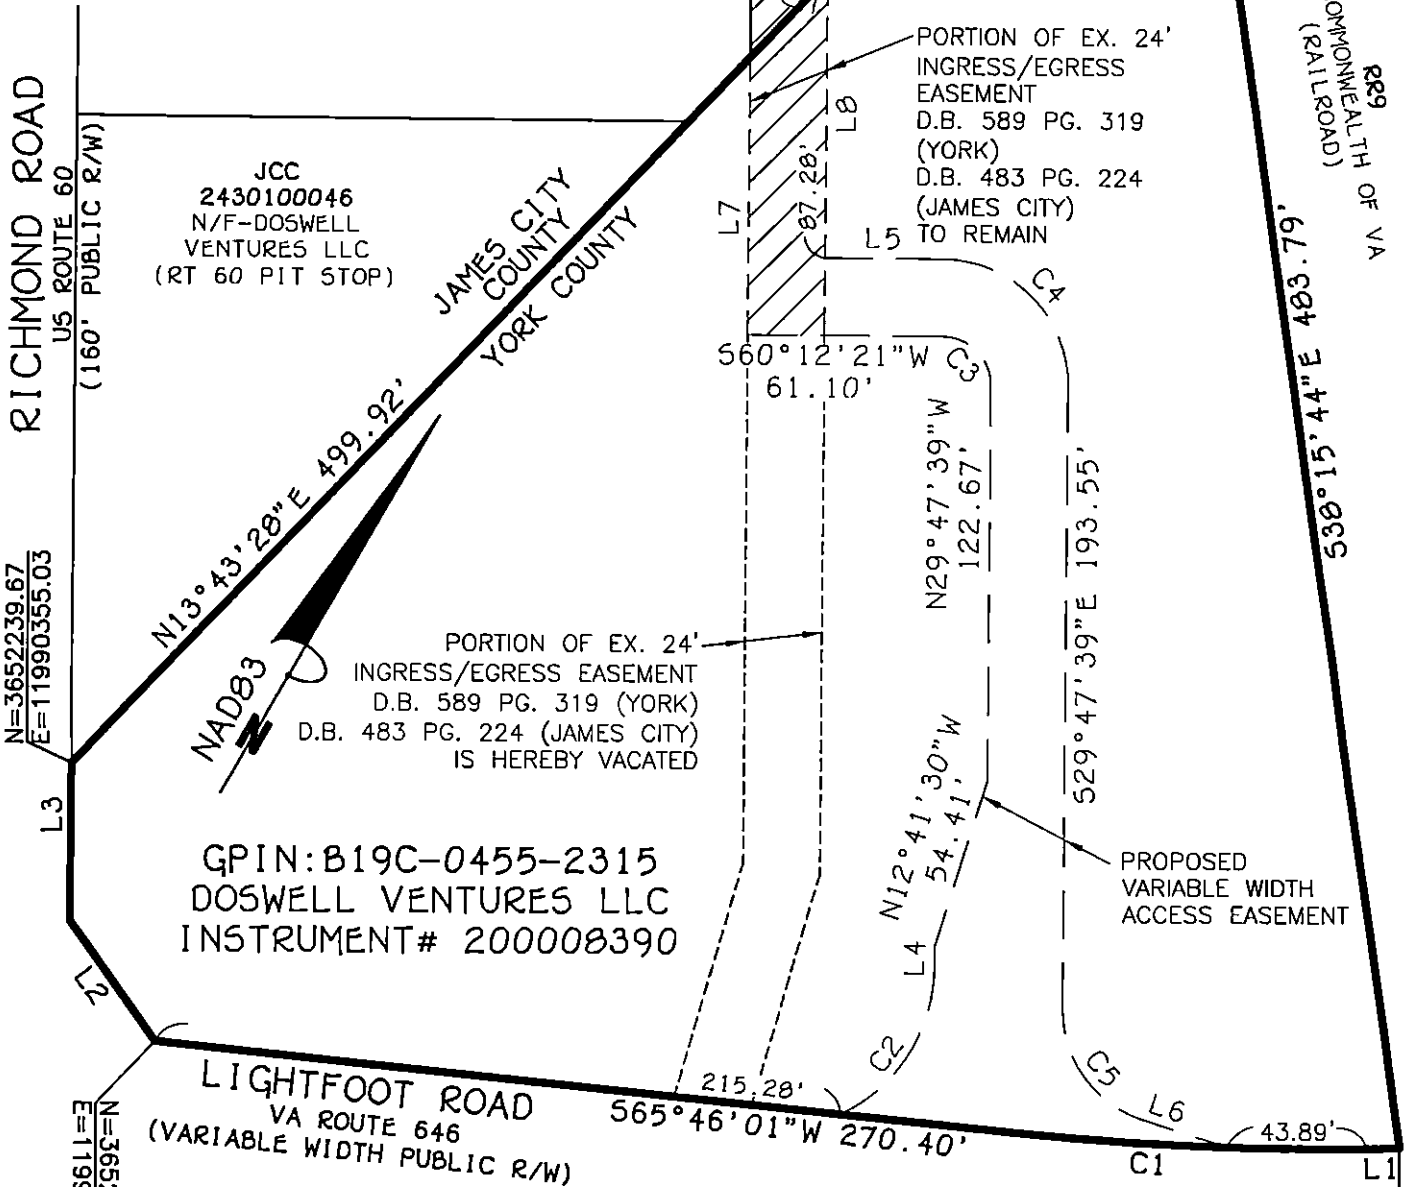 PORTION OF EX. 24'
INGRESS/EGRESS
EASEMENT
D.B. 589 PG. 319
(YORK)
D.B. 483 PG. 224
(JAMES CITY)
TO REMAIN
RR9
OMMONWEALTH OF VA
(RAILROAD)
RICHMOND ROAD
US ROUTE 60
(160' PUBLIC R/W)
JCC
2430100046
N/F-DOSWELL
VENTURES LLC
(RT 60 PIT STOP)
JAMES CITY
COUNTY
YORK COUNTY
L7
L8
87.28'
L5
C4
C3
S60°12'21"W
61.10'
S38°15'44"E 483.79'
N13°43'28"E 499.92'
N29°47'39"W
122.67'
S29°47'39"E 193.55'
N=3652239.67
E=11990355.03
NAD83
N
PORTION OF EX. 24'
INGRESS/EGRESS EASEMENT
D.B. 589 PG. 319 (YORK)
D.B. 483 PG. 224 (JAMES CITY)
IS HEREBY VACATED
L3
GPIN:B19C-0455-2315
DOSWELL VENTURES LLC
INSTRUMENT# 200008390
N12°41'30"W
54.41'
L4
PROPOSED
VARIABLE WIDTH
ACCESS EASEMENT
L2
C2
C5
L6
LIGHTFOOT ROAD
VA ROUTE 646
(VARIABLE WIDTH PUBLIC R/W)
215.28'
S65°46'01"W 270.40'
43.89'
C1
L1
N=365
E=1199